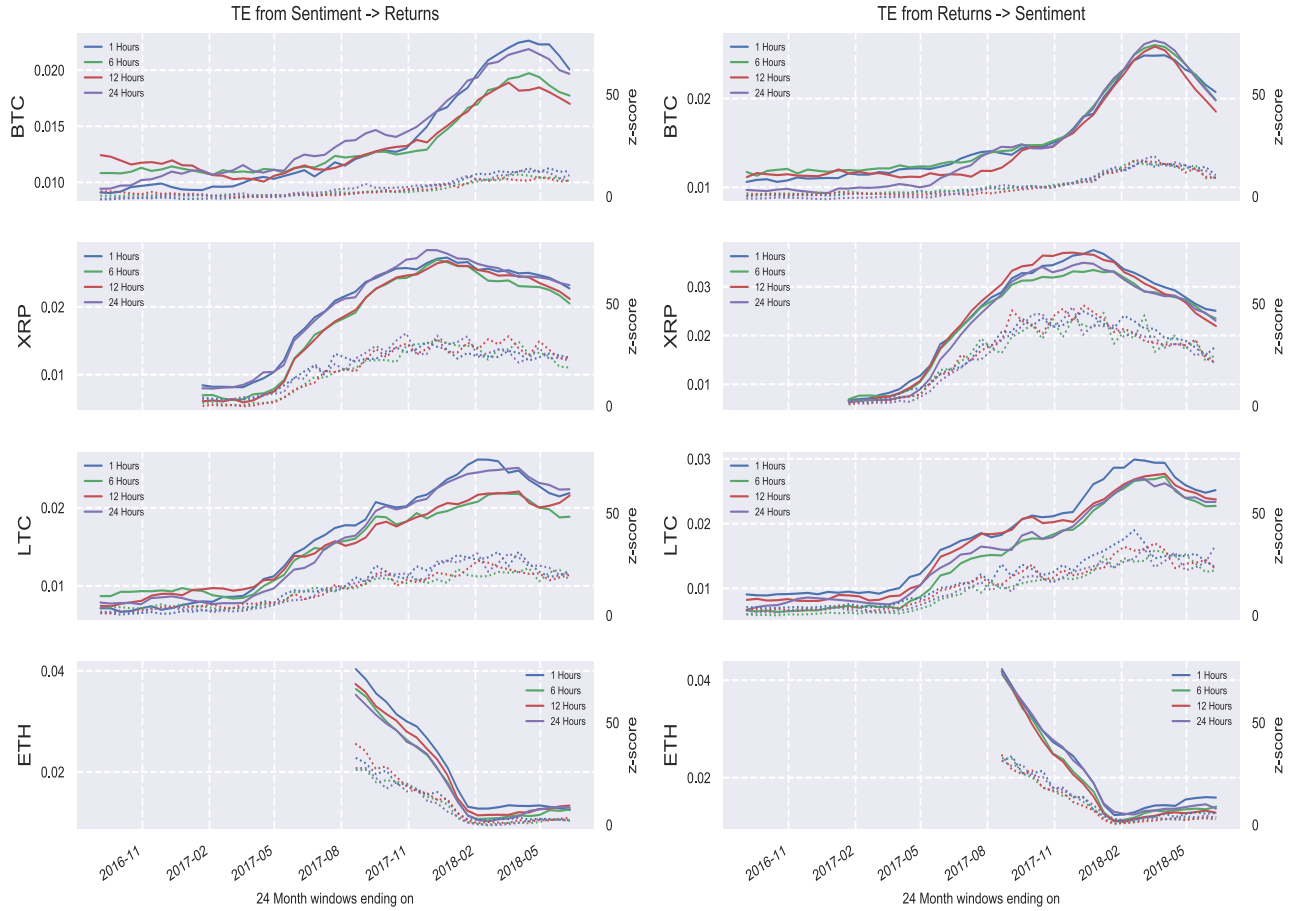 TE from Sentiment -> Returns
1 Hours
6 Hours
12 Hours
24 Hours
0.020
0.015
0.010
BTC
50
0
z-score
TE from Returns -> Sentiment
1 Hours
6 Hours
12 Hours
24 Hours
0.02
0.01
BTC
50
0
z-score
1 Hours
6 Hours
12 Hours
24 Hours
0.02
0.01
XRP
50
0
z-score
1 Hours
6 Hours
12 Hours
24 Hours
0.03
0.02
0.01
XRP
50
0
z-score
1 Hours
6 Hours
12 Hours
24 Hours
0.02
0.01
LTC
50
0
z-score
1 Hours
6 Hours
12 Hours
24 Hours
0.03
0.02
0.01
LTC
50
0
z-score
1 Hours
6 Hours
12 Hours
24 Hours
0.04
0.02
ETH
50
0
z-score
2016-11
2017-02
2017-05
2017-08
2017-11
2018-02
2018-05
24 Month windows ending on
1 Hours
6 Hours
12 Hours
24 Hours
0.04
0.02
ETH
50
0
z-score
2016-11
2017-02
2017-05
2017-08
2017-11
2018-02
2018-05
24 Month windows ending on